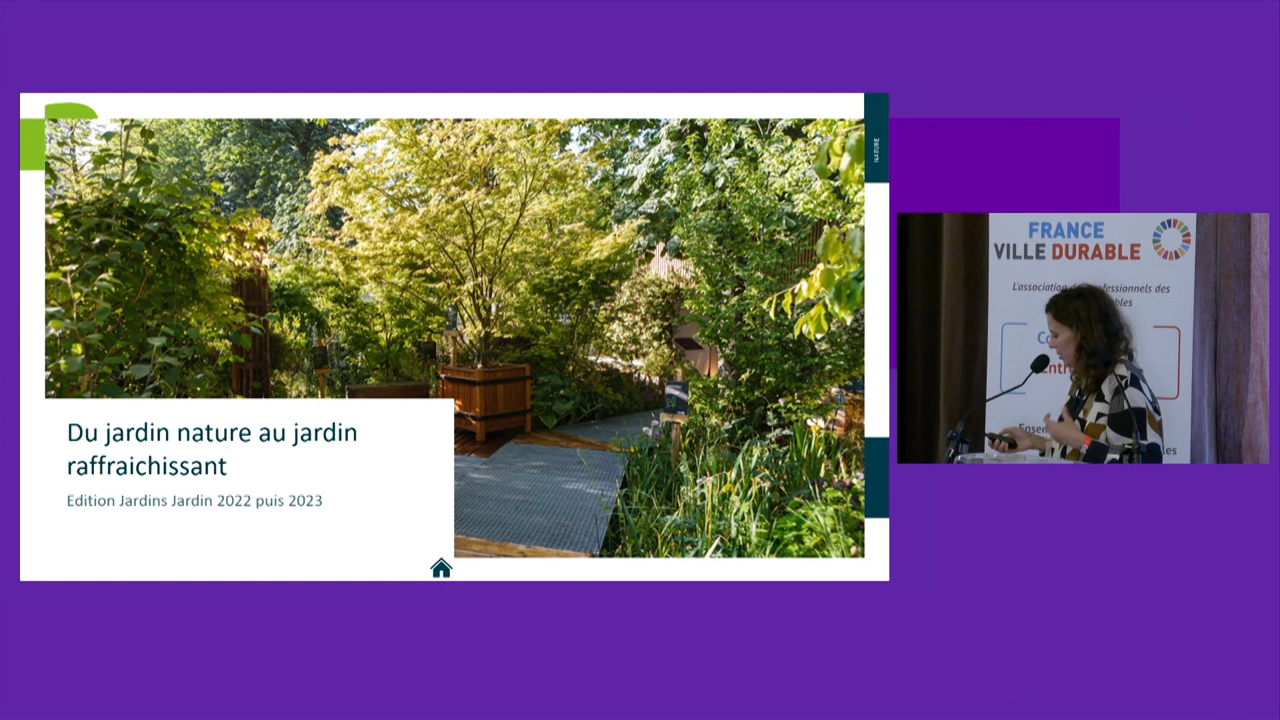 NATURE
Du jardin nature au jardin
raffraichissant
Edition Jardins Jardin 2022 puis 2023
FRANCE
VILLE DURABLE
L'association des professionnels des